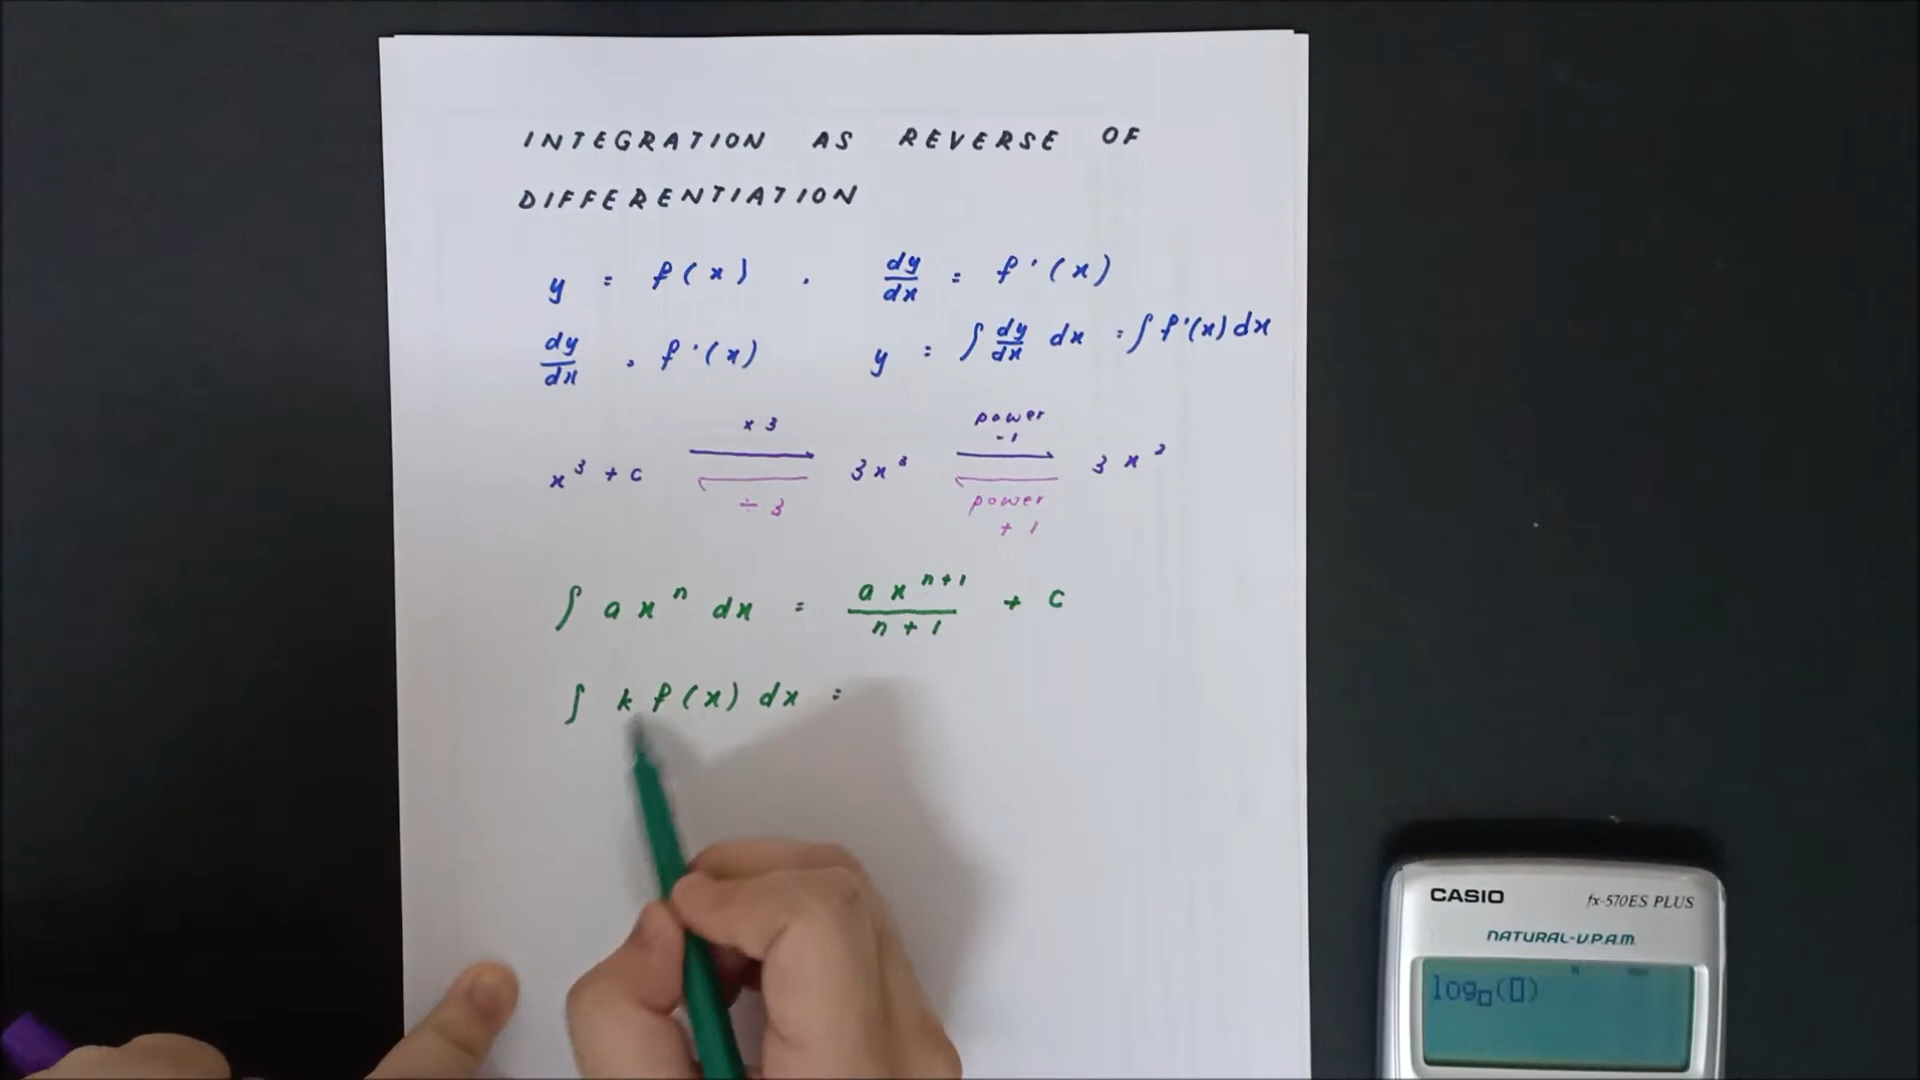 INTEGRATION AS REVERSE OF
DIFFERENTIATION
y = f(x) . dy/dx = f'(x)
dy/dx = f'(x) y = ∫ dy/dx dx = ∫ f'(x) dx
x 3 power
-1
x³ + c 3x³ 3x²
÷ 3 power
+ 1
∫ a xⁿ dx = a xⁿ⁺¹ / n + 1 + c
∫ k f(x) dx =
CASIO fx-570ES PLUS
NATURAL-V.P.A.M.
log▯(▯)